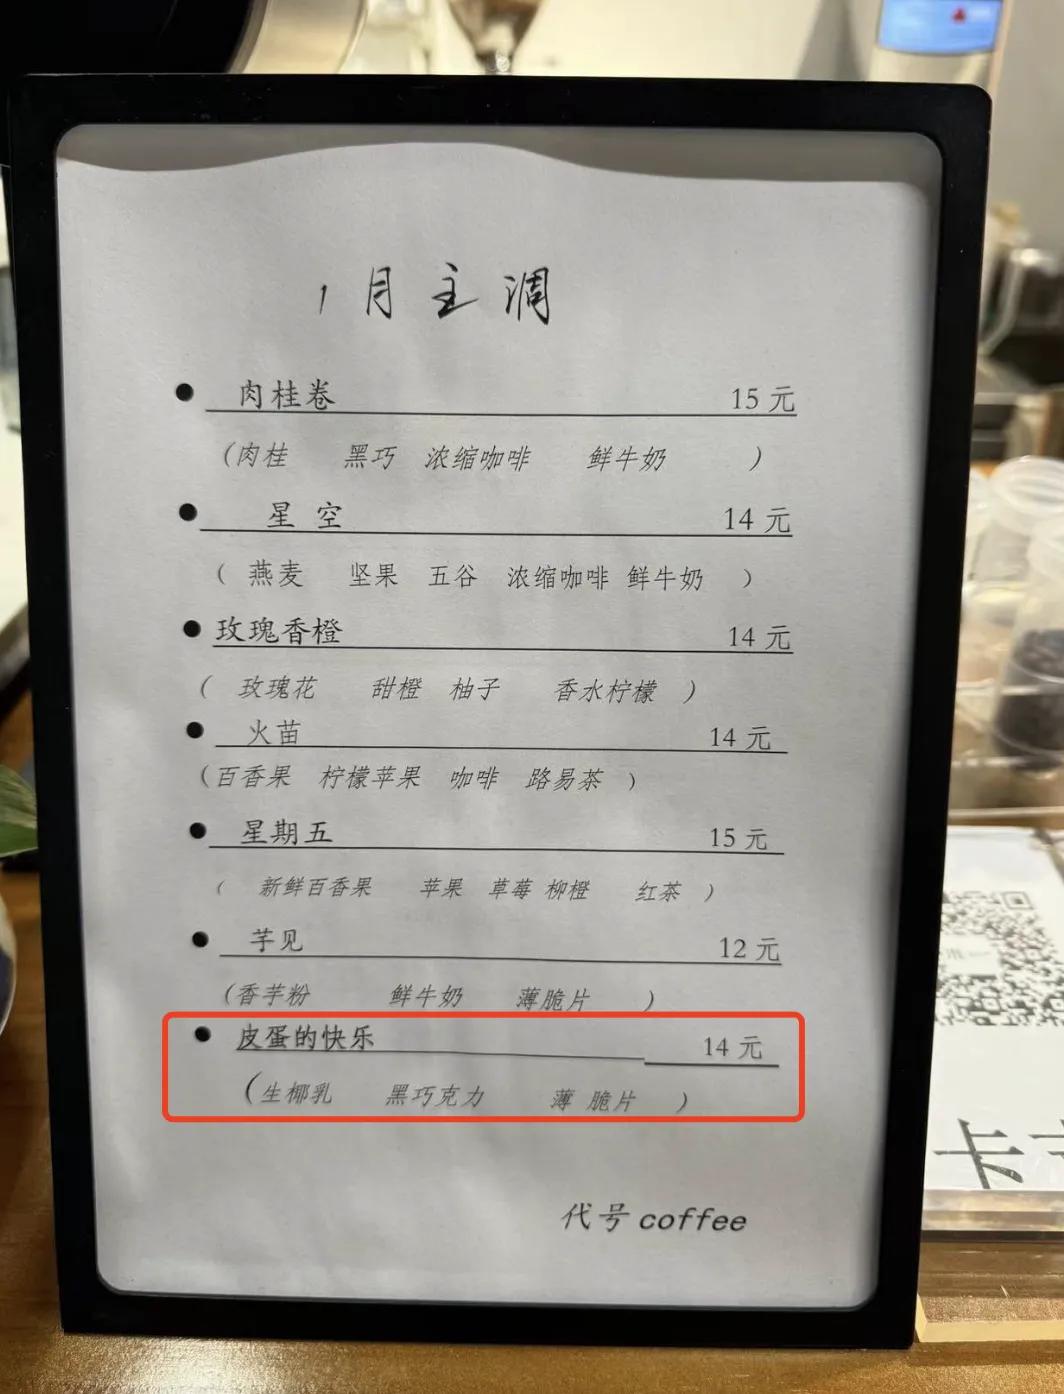 1月主调
肉桂卷 15元
(肉桂 黑巧 浓缩咖啡 鲜牛奶 )
星空 14元
( 燕麦 坚果 五谷 浓缩咖啡 鲜牛奶 )
玫瑰香橙 14元
( 玫瑰花 甜橙 柚子 香水柠檬 )
火苗 14元
(百香果 柠檬苹果 咖啡 路易茶 )
星期五 15元
( 新鲜百香果 苹果 草莓 柳橙 红茶 )
芋见 12元
(香芋粉 鲜牛奶 薄脆片 )
皮蛋的快乐 14元
(生椰乳 黑巧克力 薄脆片 )
代号coffee